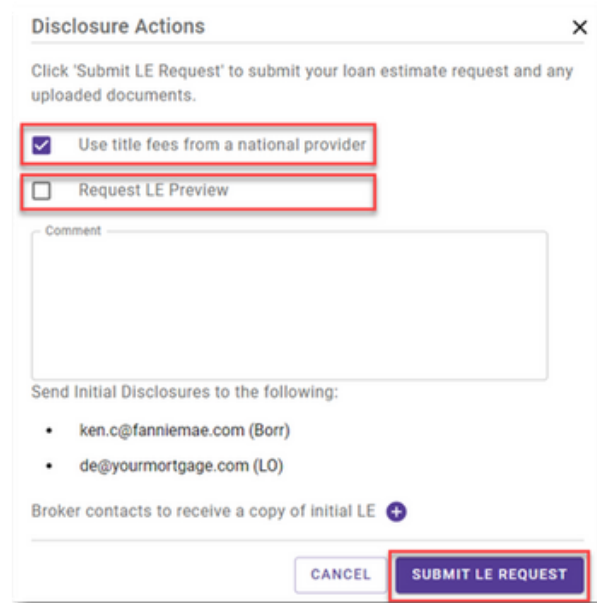 Disclosure Actions
Click 'Submit LE Request' to submit your loan estimate request and any
uploaded documents.
Use title fees from a national provider
Request LE Preview
Comment
Send Initial Disclosures to the following:
• ken.c@fanniemae.com (Borr)
• de@yourmortgage.com (LO)
Broker contacts to receive a copy of initial LE
CANCEL
SUBMIT LE REQUEST